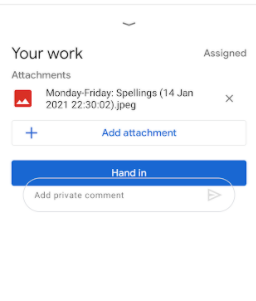 Your work
Assigned
Attachments
Monday-Friday: Spellings (14 Jan
2021 22:30:02).jpeg
Add attachment
Hand in
Add private comment